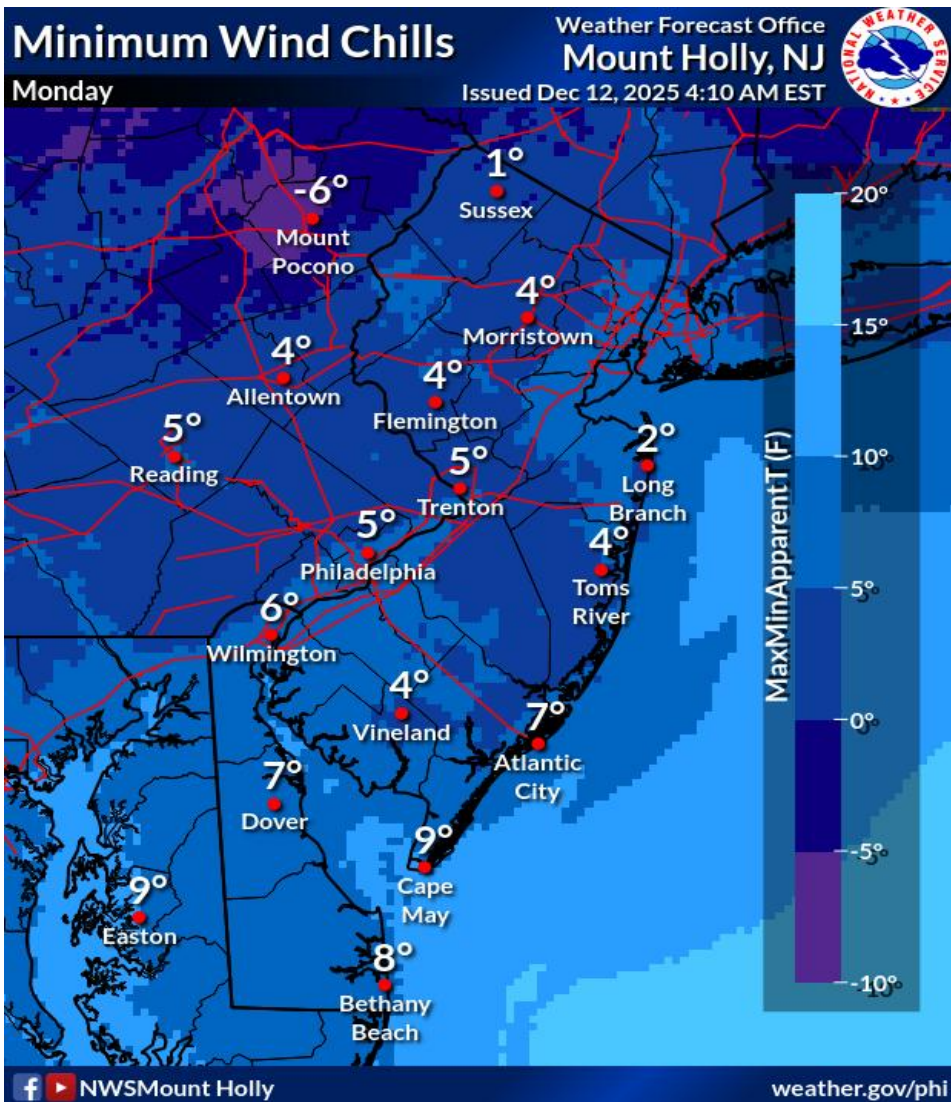 Minimum Wind Chills
Monday
Weather Forecast Office
Mount Holly, NJ
Issued Dec 12, 2025 4:10 AM EST
NATIONAL WEATHER SERVICE
-6°
Mount
Pocono
1°
Sussex
4°
Morristown
4°
Allentown
4°
Flemington
5°
Reading
5°
Trenton
2°
Long
Branch
5°
Philadelphia
4°
Toms
River
6°
Wilmington
4°
Vineland
7°
Atlantic
City
7°
Dover
9°
Cape
May
9°
Easton
8°
Bethany
Beach
20°
15°
10°
5°
0°
-5°
-10°
MaxMinApparentT (F)
NWSMount Holly
weather.gov/phi